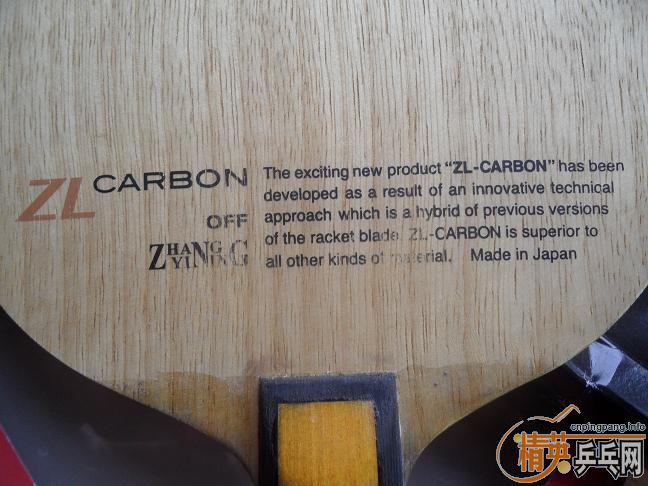 ZL CARBON
OFF
ZHANG YINING
The exciting new product "ZL-CARBON" has been
developed as a result of an innovative technical
approach which is a hybrid of previous versions
of the racket blade. ZL-CARBON is superior to
all other kinds of material. Made in Japan
cnpingpang.info
精英乒乓网